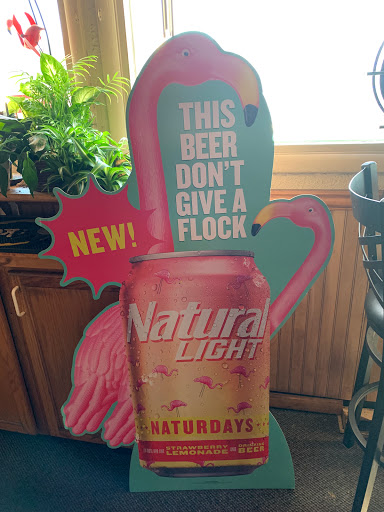 THIS
BEER
DON'T
GIVE A
FLOCK
NEW!
Natural
LIGHT
NATURDAYS
STRAWBERRY
LEMONADE
BEER